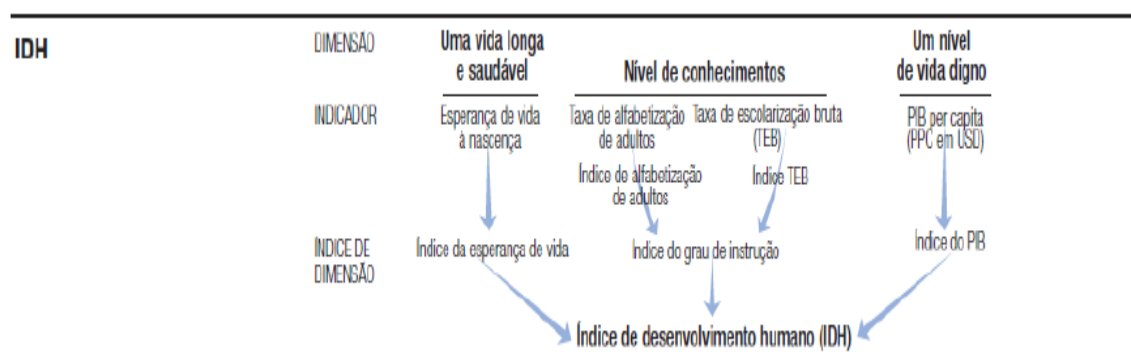 IDH
DIMENSÃO
Uma vida longa
e saudável
Nível de conhecimentos
Um nível
de vida digno
INDICADOR
Esperança de vida
à nascença
Taxa de alfabetização
de adultos
Taxa de escolarização bruta
(TEB)
PIB per capita
(PPC em USD)
Índice de alfabetização
de adultos
Índice TEB
ÍNDICE DE
DIMENSÃO
Índice da esperança de vida
Índice do grau de instrução
Índice do PIB
Índice de desenvolvimento humano (IDH)